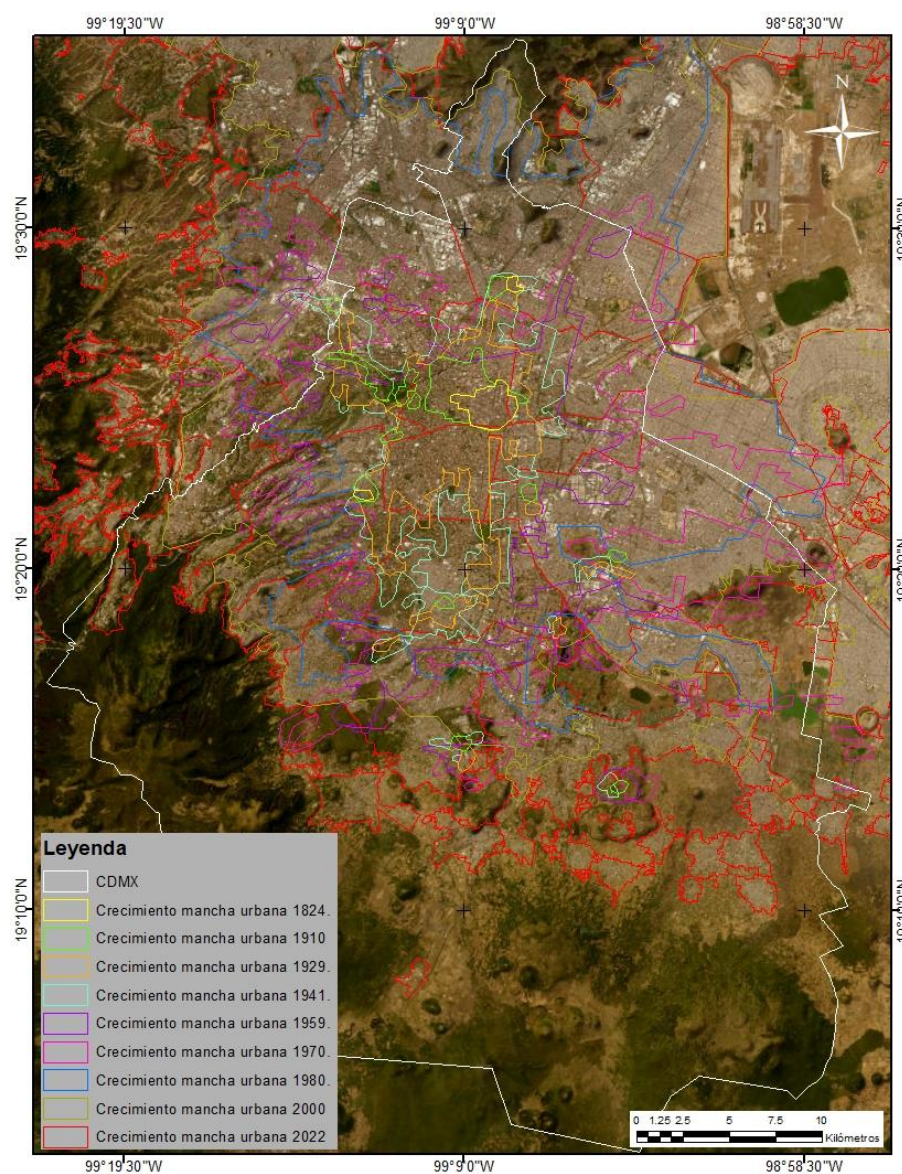 99°19'30"W 99°9'0"W 98°58'30"W
N
19°30'0"N
19°20'0"N
19°10'0"N
Leyenda
CDMX
Crecimiento mancha urbana 1824.
Crecimiento mancha urbana 1910
Crecimiento mancha urbana 1929.
Crecimiento mancha urbana 1941.
Crecimiento mancha urbana 1959.
Crecimiento mancha urbana 1970.
Crecimiento mancha urbana 1980.
Crecimiento mancha urbana 2000
Crecimiento mancha urbana 2022
0 1.25 2.5 5 7.5 10
Kilómetros
99°19'30"W 99°9'0"W 98°58'30"W